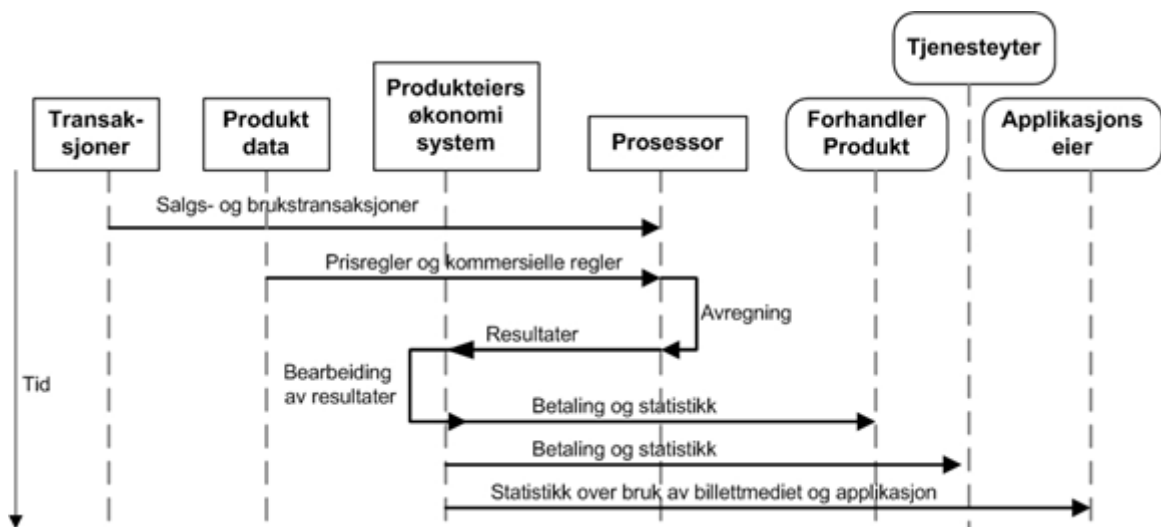 Tjenesteyter
Produkteiers
økonomi
system
Transak-
sjoner
Produkt
data
Prosessor
Forhandler
Produkt
Applikasjons
eier
Salgs- og brukstransaksjoner
Prisregler og kommersielle regler
Avregning
Resultater
Bearbeiding
av resultater
Tid
Betaling og statistikk
Betaling og statistikk
Statistikk over bruk av billettmediet og applikasjon